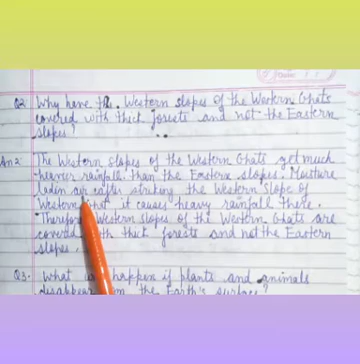 Q2 Why have the Western slopes of the Western Ghats
covered with thick forests and not the Eastern
slopes?
Ans2 The Western slopes of the Western Ghats get much
heavier rainfall than the Eastern slopes. Moisture
laden air after striking the Western Slope of
Western it causes heavy rainfall there.
Therefore Western slopes of the Western Ghats are
covered thick forests and not the Eastern
slopes.
Q3. What happen if plants and animals
disappear the Earth's surface?